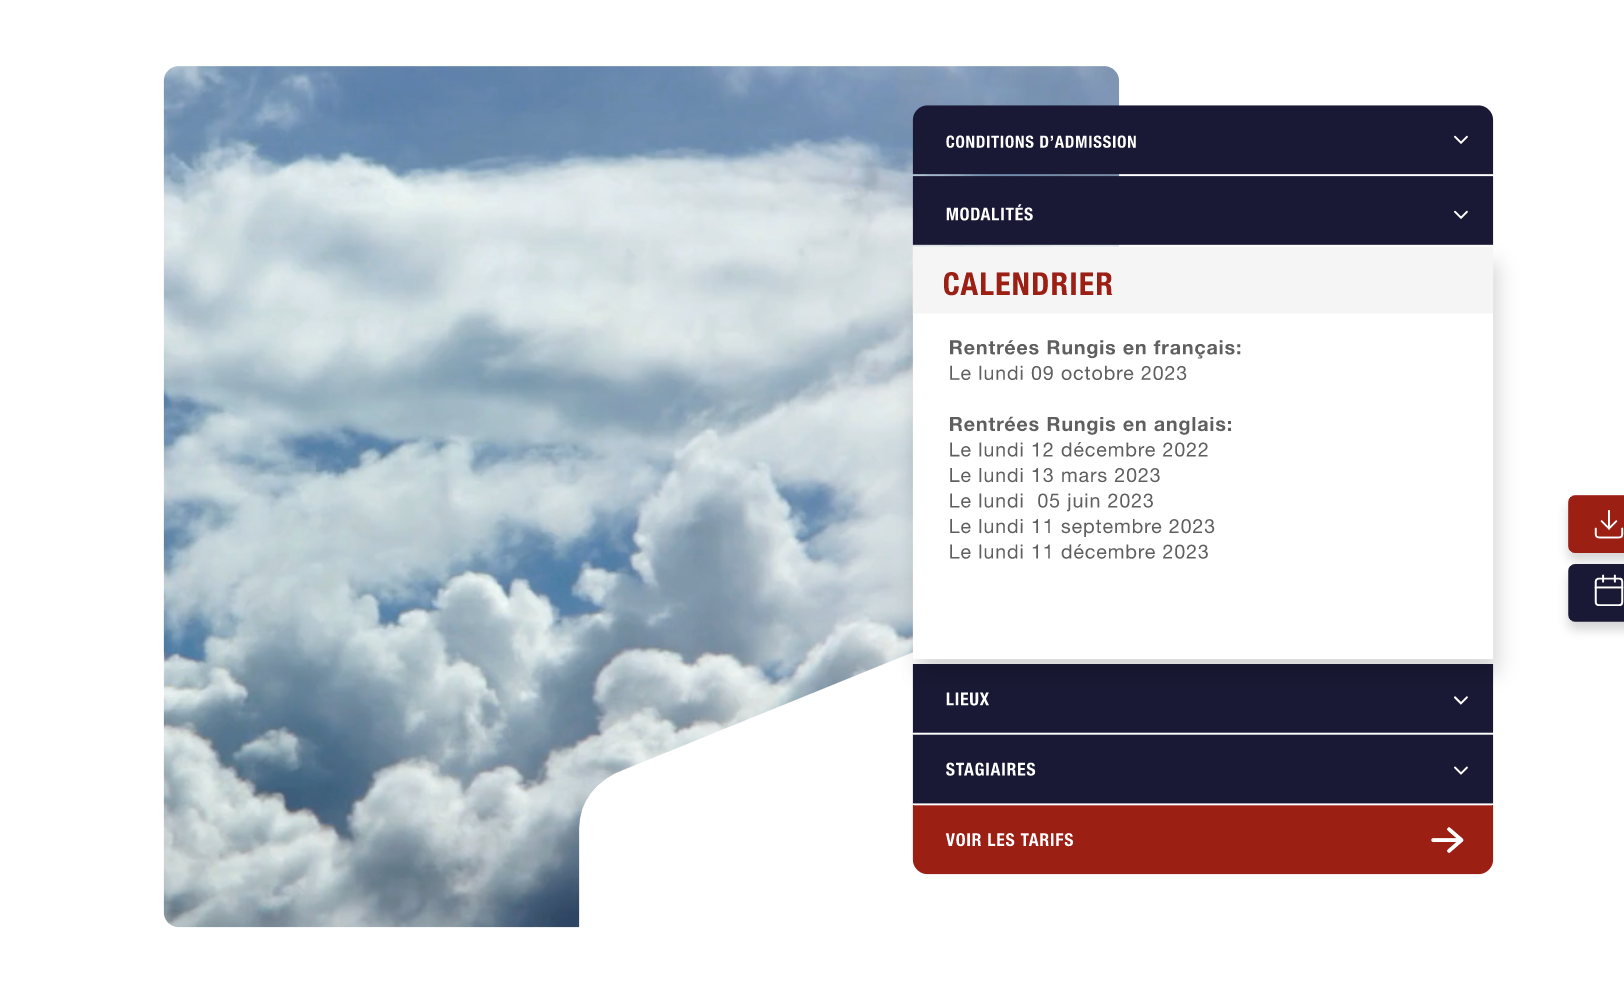 CONDITIONS D’ADMISSION
MODALITÉS
CALENDRIER
Rentrées Rungis en français:
Le lundi 09 octobre 2023
Rentrées Rungis en anglais:
Le lundi 12 décembre 2022
Le lundi 13 mars 2023
Le lundi  05 juin 2023
Le lundi 11 septembre 2023
Le lundi 11 décembre 2023
LIEUX
STAGIAIRES
VOIR LES TARIFS